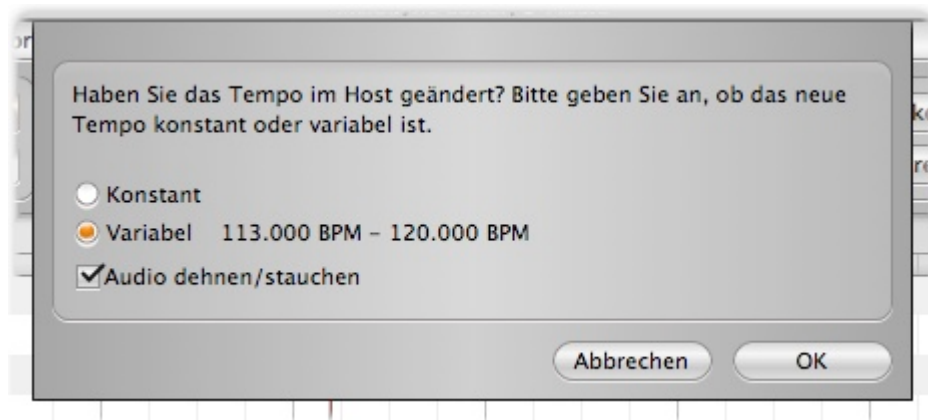 Haben Sie das Tempo im Host geändert? Bitte geben Sie an, ob das neue
Tempo konstant oder variabel ist.
Konstant
Variabel 113.000 BPM – 120.000 BPM
Audio dehnen/stauchen
Abbrechen OK